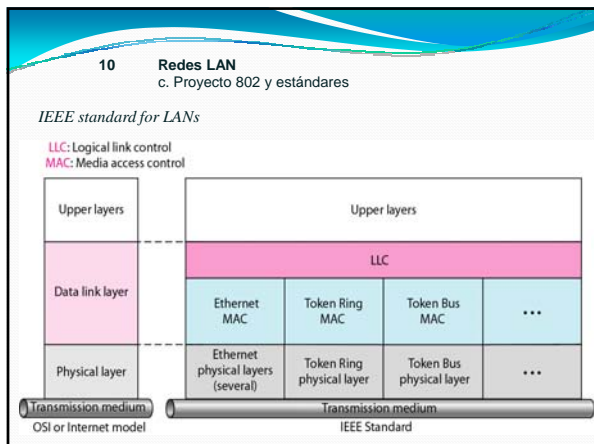 10 Redes LAN
c. Proyecto 802 y estándares
IEEE standard for LANs
LLC: Logical link control
MAC: Media access control
Upper layers
Upper layers
Data link layer
LLC
Ethernet
MAC
Token Ring
MAC
Token Bus
MAC
...
Physical layer
Ethernet
physical layers
(several)
Token Ring
physical layer
Token Bus
physical layer
...
Transmission medium
Transmission medium
OSI or Internet model
IEEE Standard